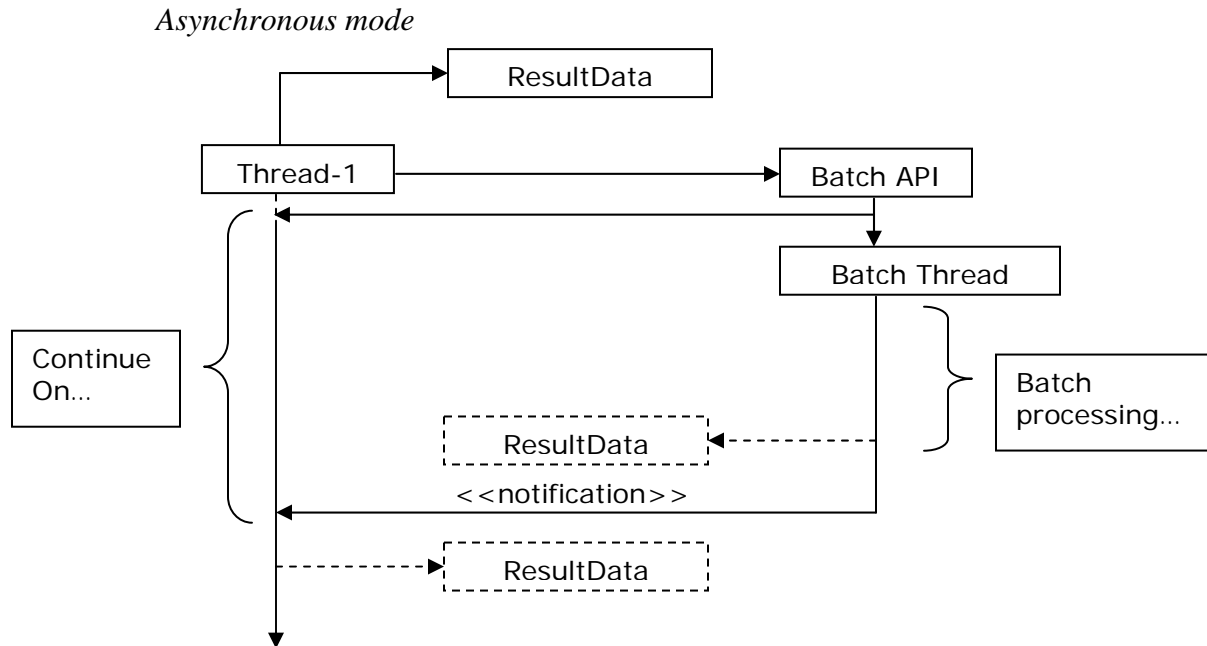 Asynchronous mode
ResultData
Thread-1
Batch API
Batch Thread
Continue
On...
Batch
processing...
ResultData
<<notification>>
ResultData